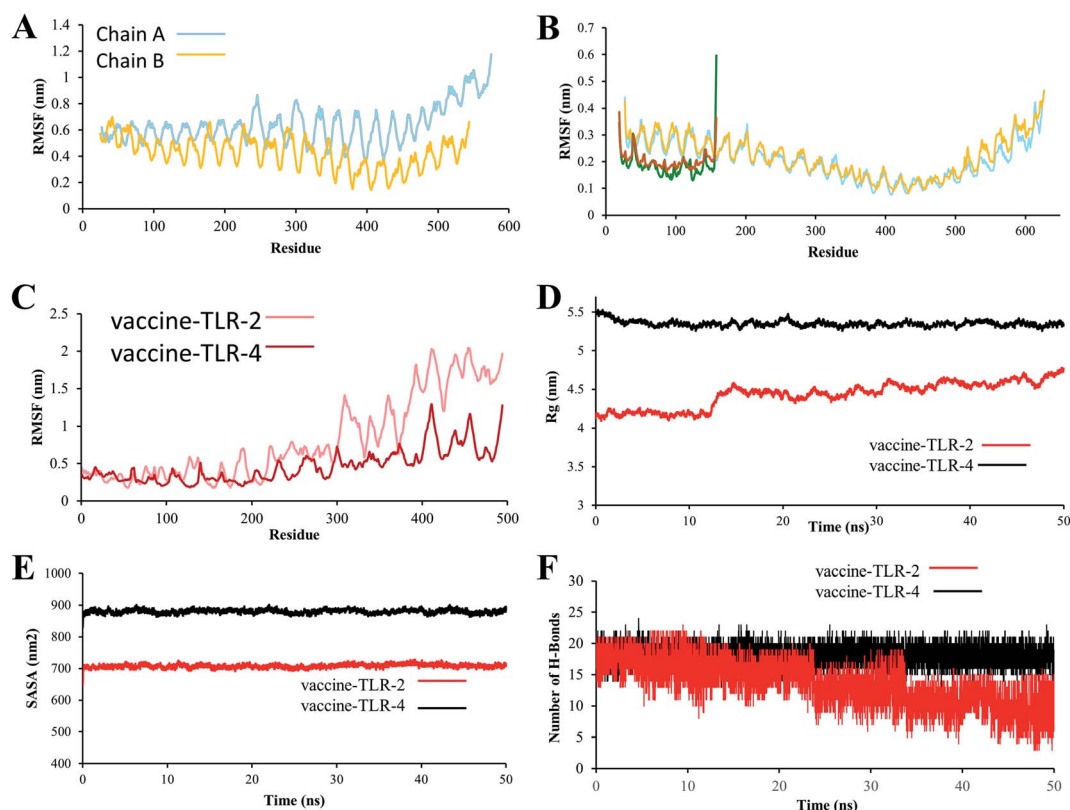 A
Chain A
Chain B
RMSF (nm)
1.4
1.2
1
0.8
0.6
0.4
0.2
0
0 100 200 300 400 500 600
Residue
B
RMSF (nm)
0.7
0.6
0.5
0.4
0.3
0.2
0.1
0
0 100 200 300 400 500 600
Residue
C
vaccine-TLR-2
vaccine-TLR-4
RMSF (nm)
2.5
2
1.5
1
0.5
0
0 100 200 300 400 500
Residue
D
Rg (nm)
5.5
5
4.5
4
3.5
3
vaccine-TLR-2
vaccine-TLR-4
0 10 20 30 40 50
Time (ns)
E
SASA (nm2)
1000
900
800
700
600
500
400
vaccine-TLR-2
vaccine-TLR-4
0 10 20 30 40 50
Time (ns)
F
vaccine-TLR-2
vaccine-TLR-4
Number of H-Bonds
30
25
20
15
10
5
0
0 10 20 30 40 50
Time (ns)